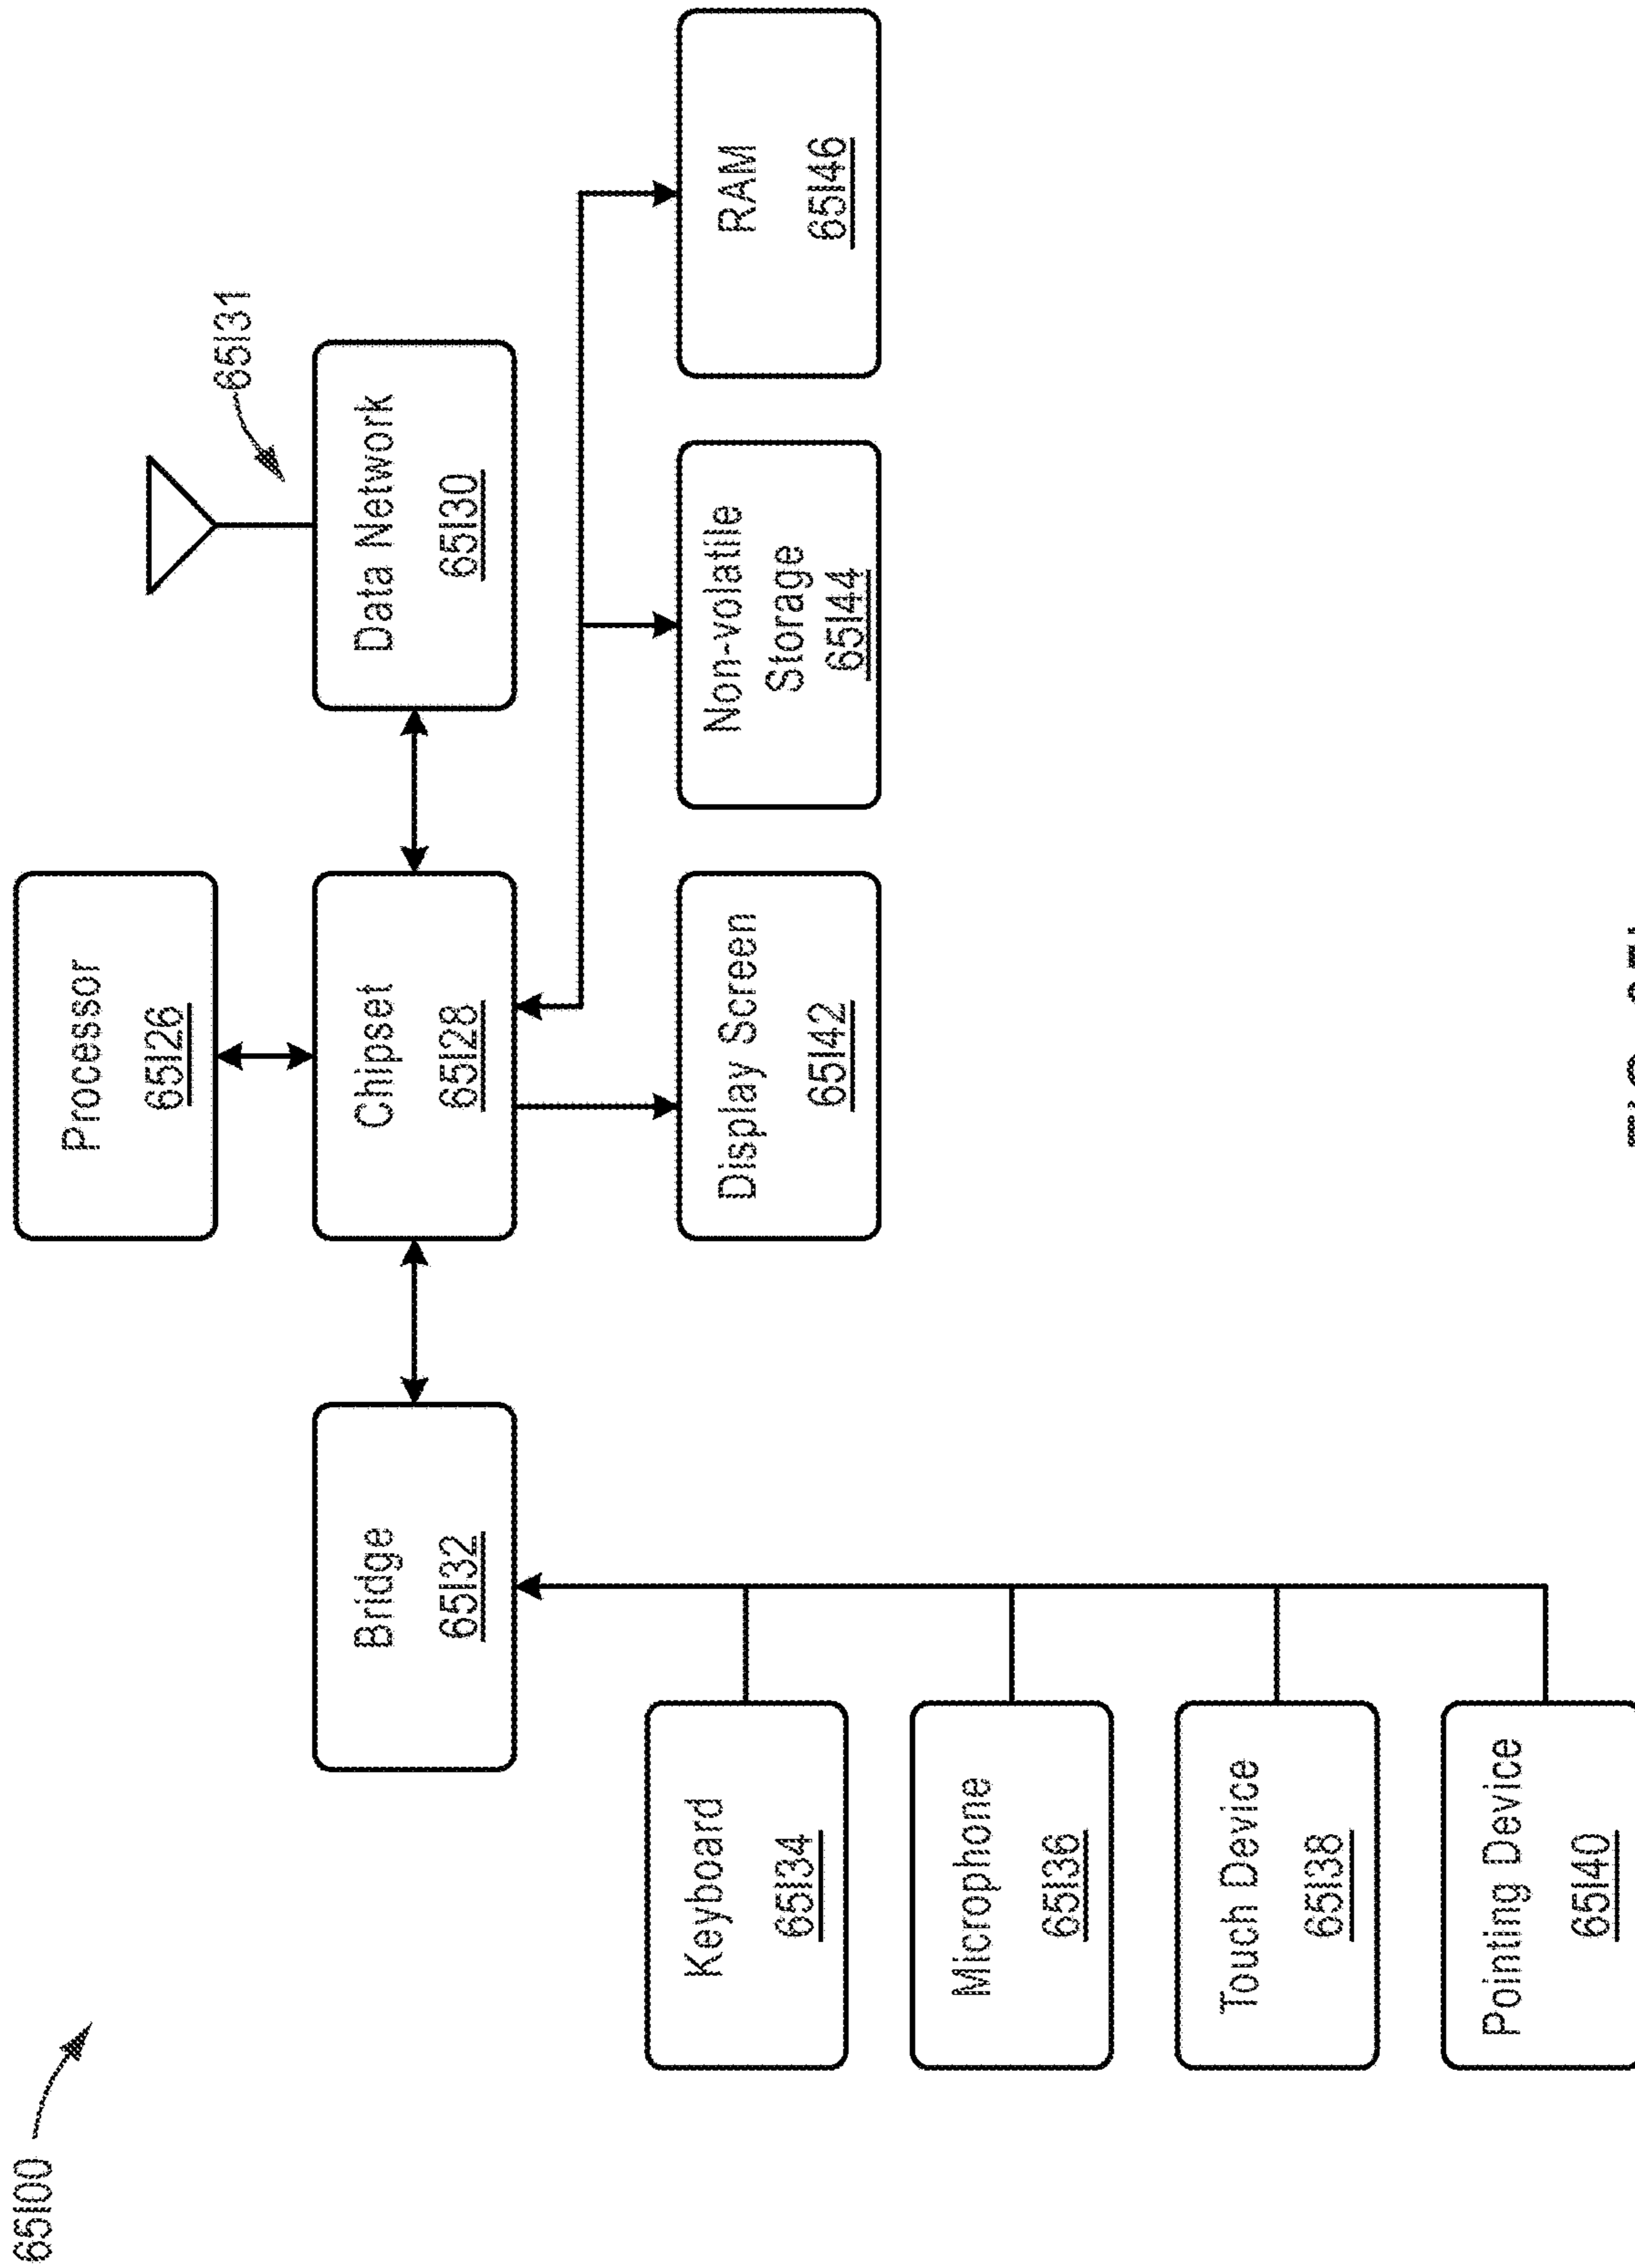 65I00
Processor
65I26
65I31
Bridge
65I32
Chipset
65I28
Data Network
65I30
Keyboard
65I34
Display Screen
65I42
Non-volatile
Storage
65I44
RAM
65I46
Microphone
65I36
Touch Device
65I38
Pointing Device
65I40